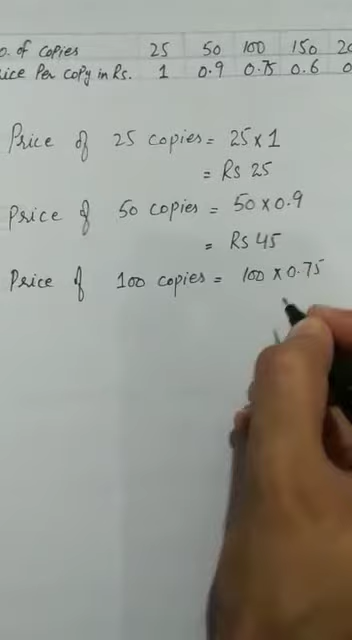 of copies 25 50 100 150
Per copy in Rs. 1 0.9 0.75 0.6
Price of 25 copies = 25 x 1
= Rs 25
Price of 50 copies = 50 x 0.9
= Rs 45
Price of 100 copies = 100 x 0.75